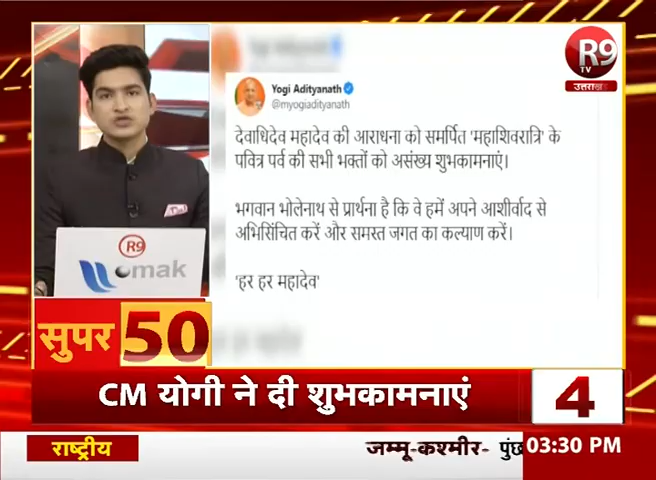 R9
TV
उत्तराखंड
Yogi Adityanath
@myogiadityanath
देवाधिदेव महादेव की आराधना को समर्पित 'महाशिवरात्रि' के
पवित्र पर्व की सभी भक्तों को असंख्य शुभकामनाएं।
भगवान भोलेनाथ से प्रार्थना है कि वे हमें अपने आशीर्वाद से
अभिसिंचित करें और समस्त जगत का कल्याण करें।
'हर हर महादेव'
R9
omak
सुपर 50
CM योगी ने दी शुभकामनाएं
4
राष्ट्रीय
जम्मू-कश्मीर- पुंछ
03:30 PM